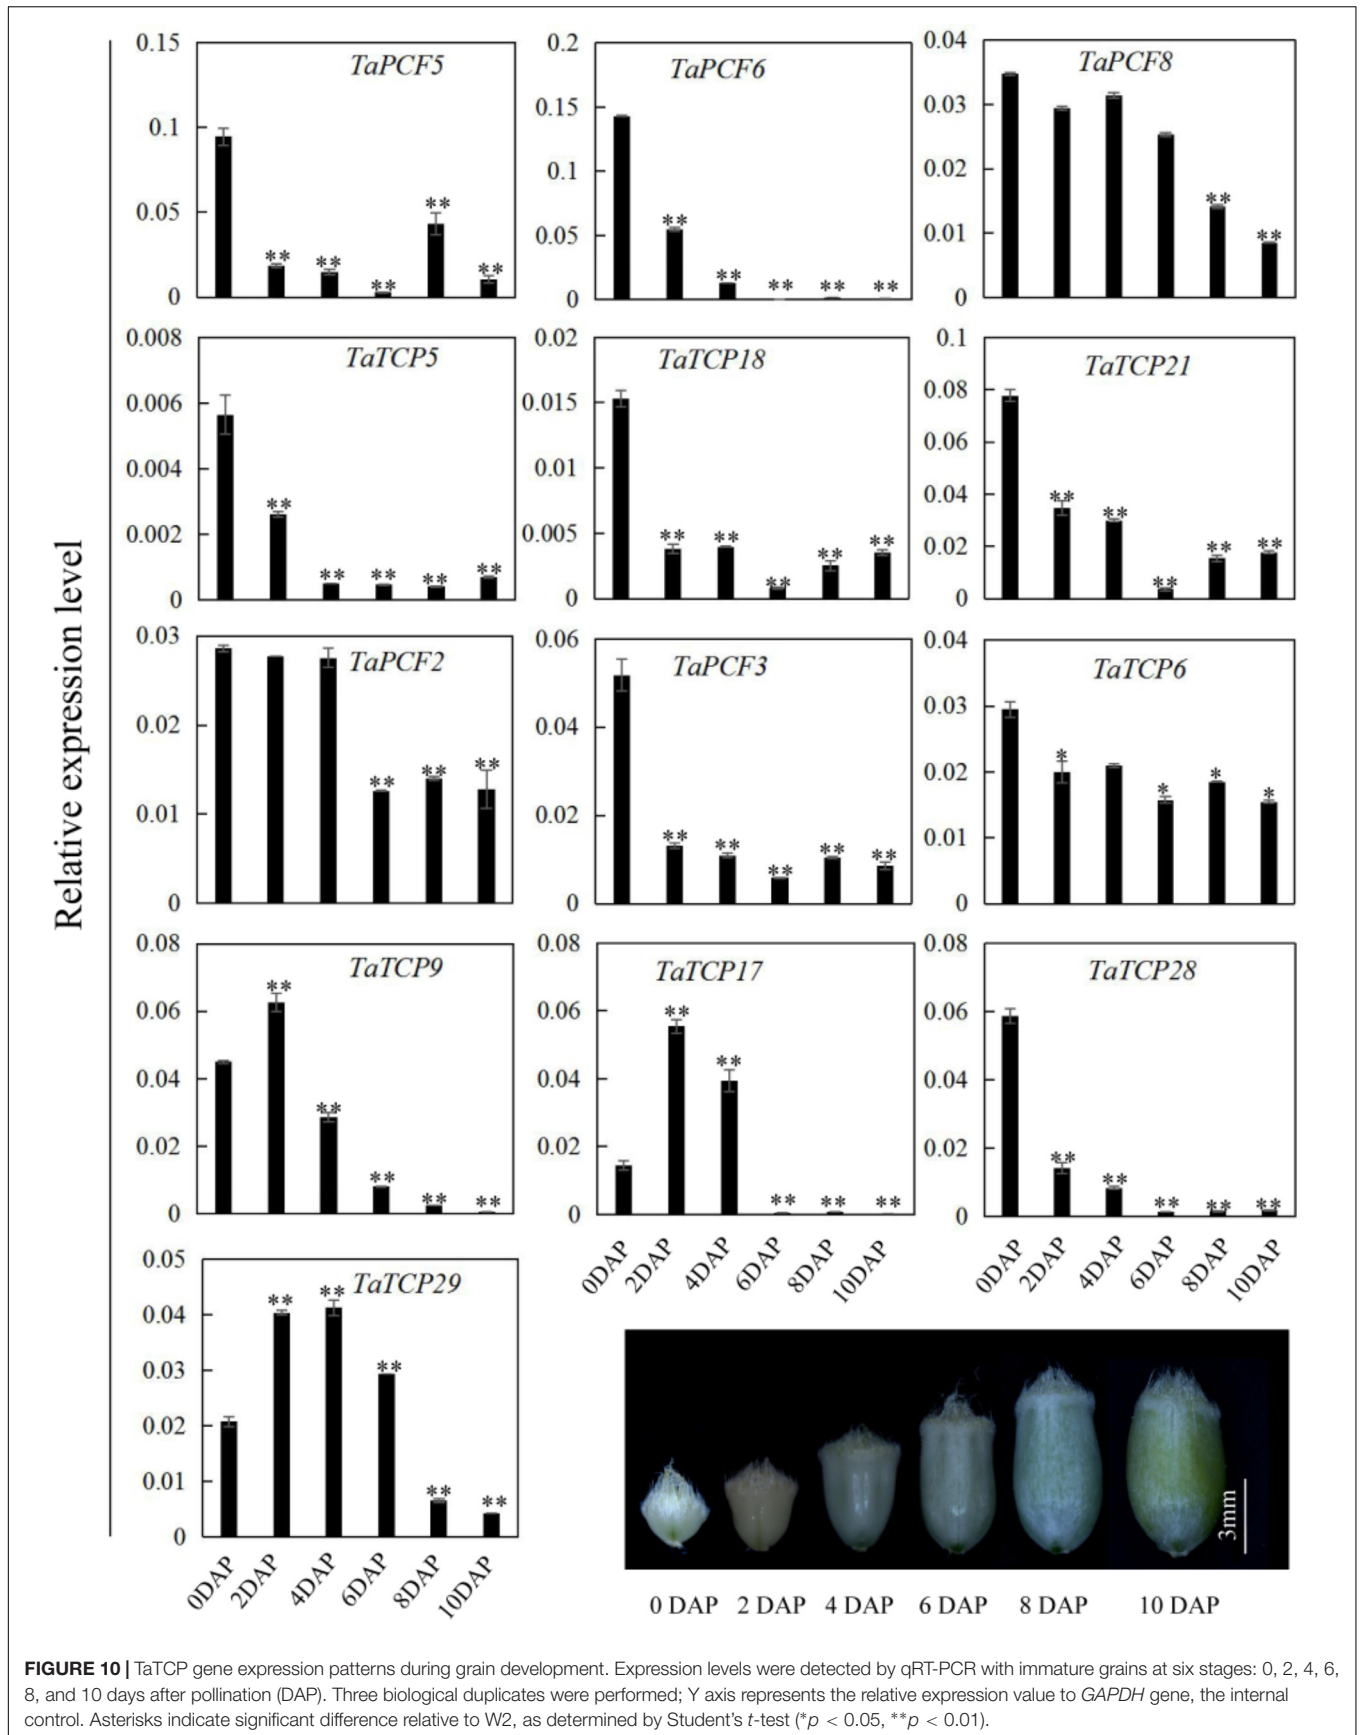 Relative expression level
TaPCF5
0.15
0.1
0.05
0
** ** ** ** **
TaPCF6
0.2
0.15
0.1
0.05
0
** ** ** ** **
TaPCF8
0.04
0.03
0.02
0.01
0
** **
TaTCP5
0.008
0.006
0.004
0.002
0
** ** ** ** **
TaTCP18
0.02
0.015
0.01
0.005
0
** ** ** ** **
TaTCP21
0.1
0.08
0.06
0.04
0.02
0
** ** ** ** **
TaPCF2
0.03
0.02
0.01
0
** ** **
TaPCF3
0.06
0.04
0.02
0
** ** ** ** **
TaTCP6
0.04
0.03
0.02
0.01
0
* * * *
TaTCP9
0.08
0.06
0.04
0.02
0
** ** ** ** **
TaTCP17
0.08
0.06
0.04
0.02
0
** ** ** ** **
0DAP 2DAP 4DAP 6DAP 8DAP 10DAP
TaTCP28
0.08
0.06
0.04
0.02
0
** ** ** ** **
0DAP 2DAP 4DAP 6DAP 8DAP 10DAP
TaTCP29
0.05
0.04
0.03
0.02
0.01
0
** ** ** ** **
0DAP 2DAP 4DAP 6DAP 8DAP 10DAP
3mm
0 DAP 2 DAP 4 DAP 6 DAP 8 DAP 10 DAP
FIGURE 10 | TaTCP gene expression patterns during grain development. Expression levels were detected by qRT-PCR with immature grains at six stages: 0, 2, 4, 6,
8, and 10 days after pollination (DAP). Three biological duplicates were performed; Y axis represents the relative expression value to GAPDH gene, the internal
control. Asterisks indicate significant difference relative to W2, as determined by Student's t-test (*p < 0.05, **p < 0.01).